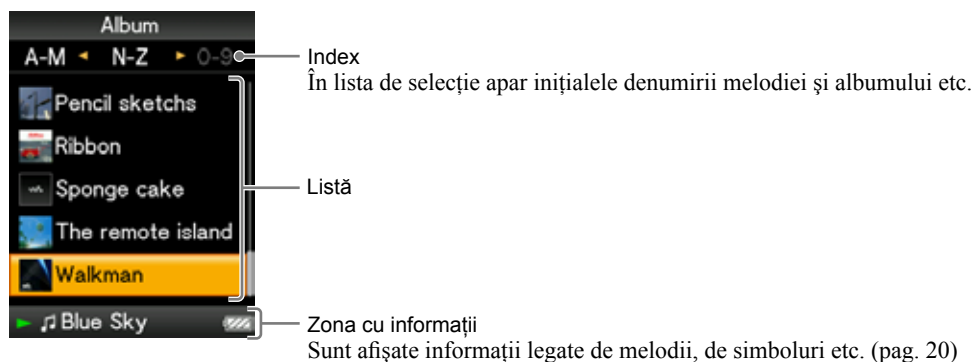 Album
A-M ◄ N-Z ► 0-9
Index
În lista de selecţie apar iniţialele denumirii melodiei şi albumului etc.
Pencil sketchs
Ribbon
Sponge cake
Listă
The remote island
Walkman
Blue Sky
Zona cu informaţii
Sunt afişate informaţii legate de melodii, de simboluri etc. (pag. 20)